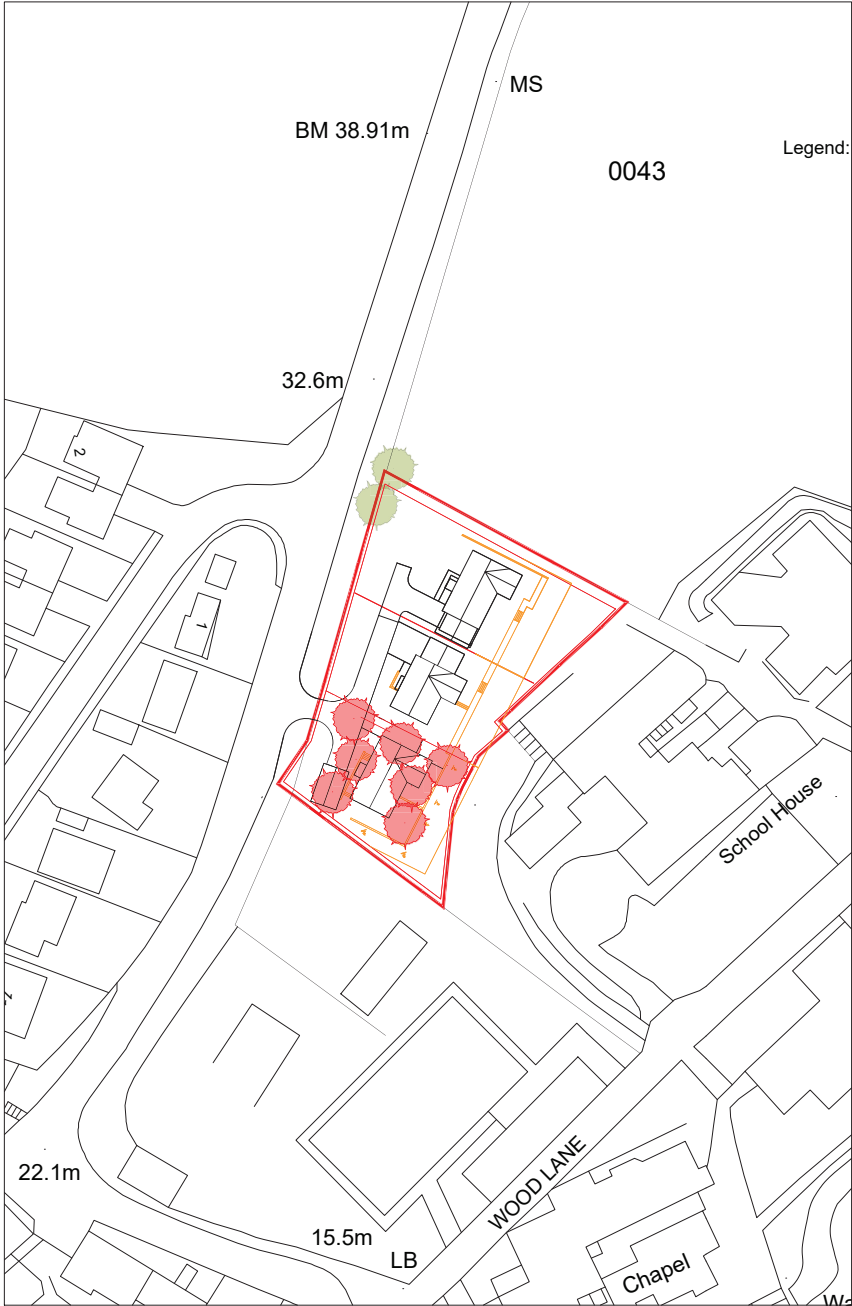 MS
BM 38.91m
Legend:
0043
32.6m
2
1
School House
22.1m
WOOD LANE
15.5m
LB
Chapel